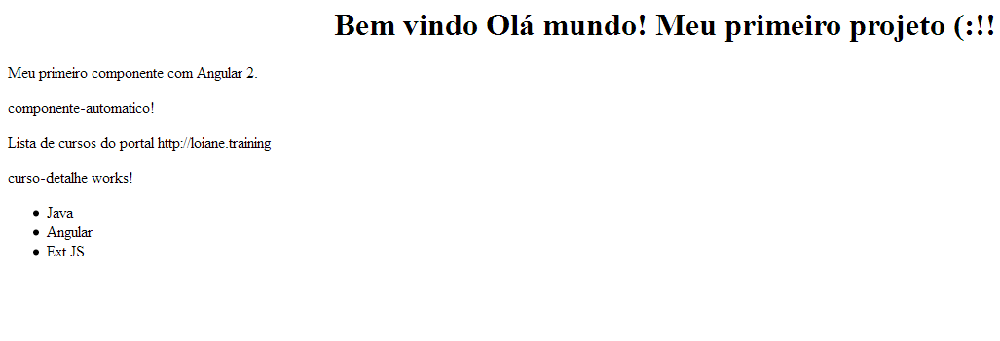 Bem vindo Olá mundo! Meu primeiro projeto (:!!
Meu primeiro componente com Angular 2.
componente-automatico!
Lista de cursos do portal http://loiane.training
curso-detalhe works!
Java
Angular
Ext JS